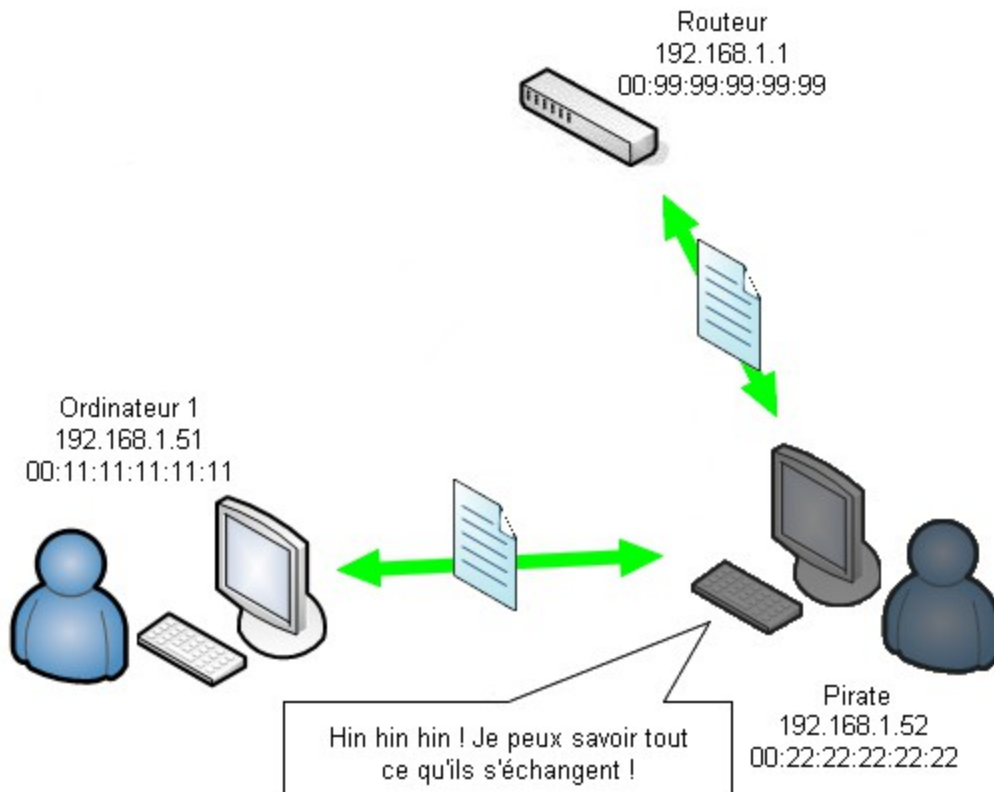 Routeur
192.168.1.1
00:99:99:99:99:99
Ordinateur 1
192.168.1.51
00:11:11:11:11:11
Hin hin hin ! Je peux savoir tout
ce qu'ils s'échangent !
Pirate
192.168.1.52
00:22:22:22:22:22